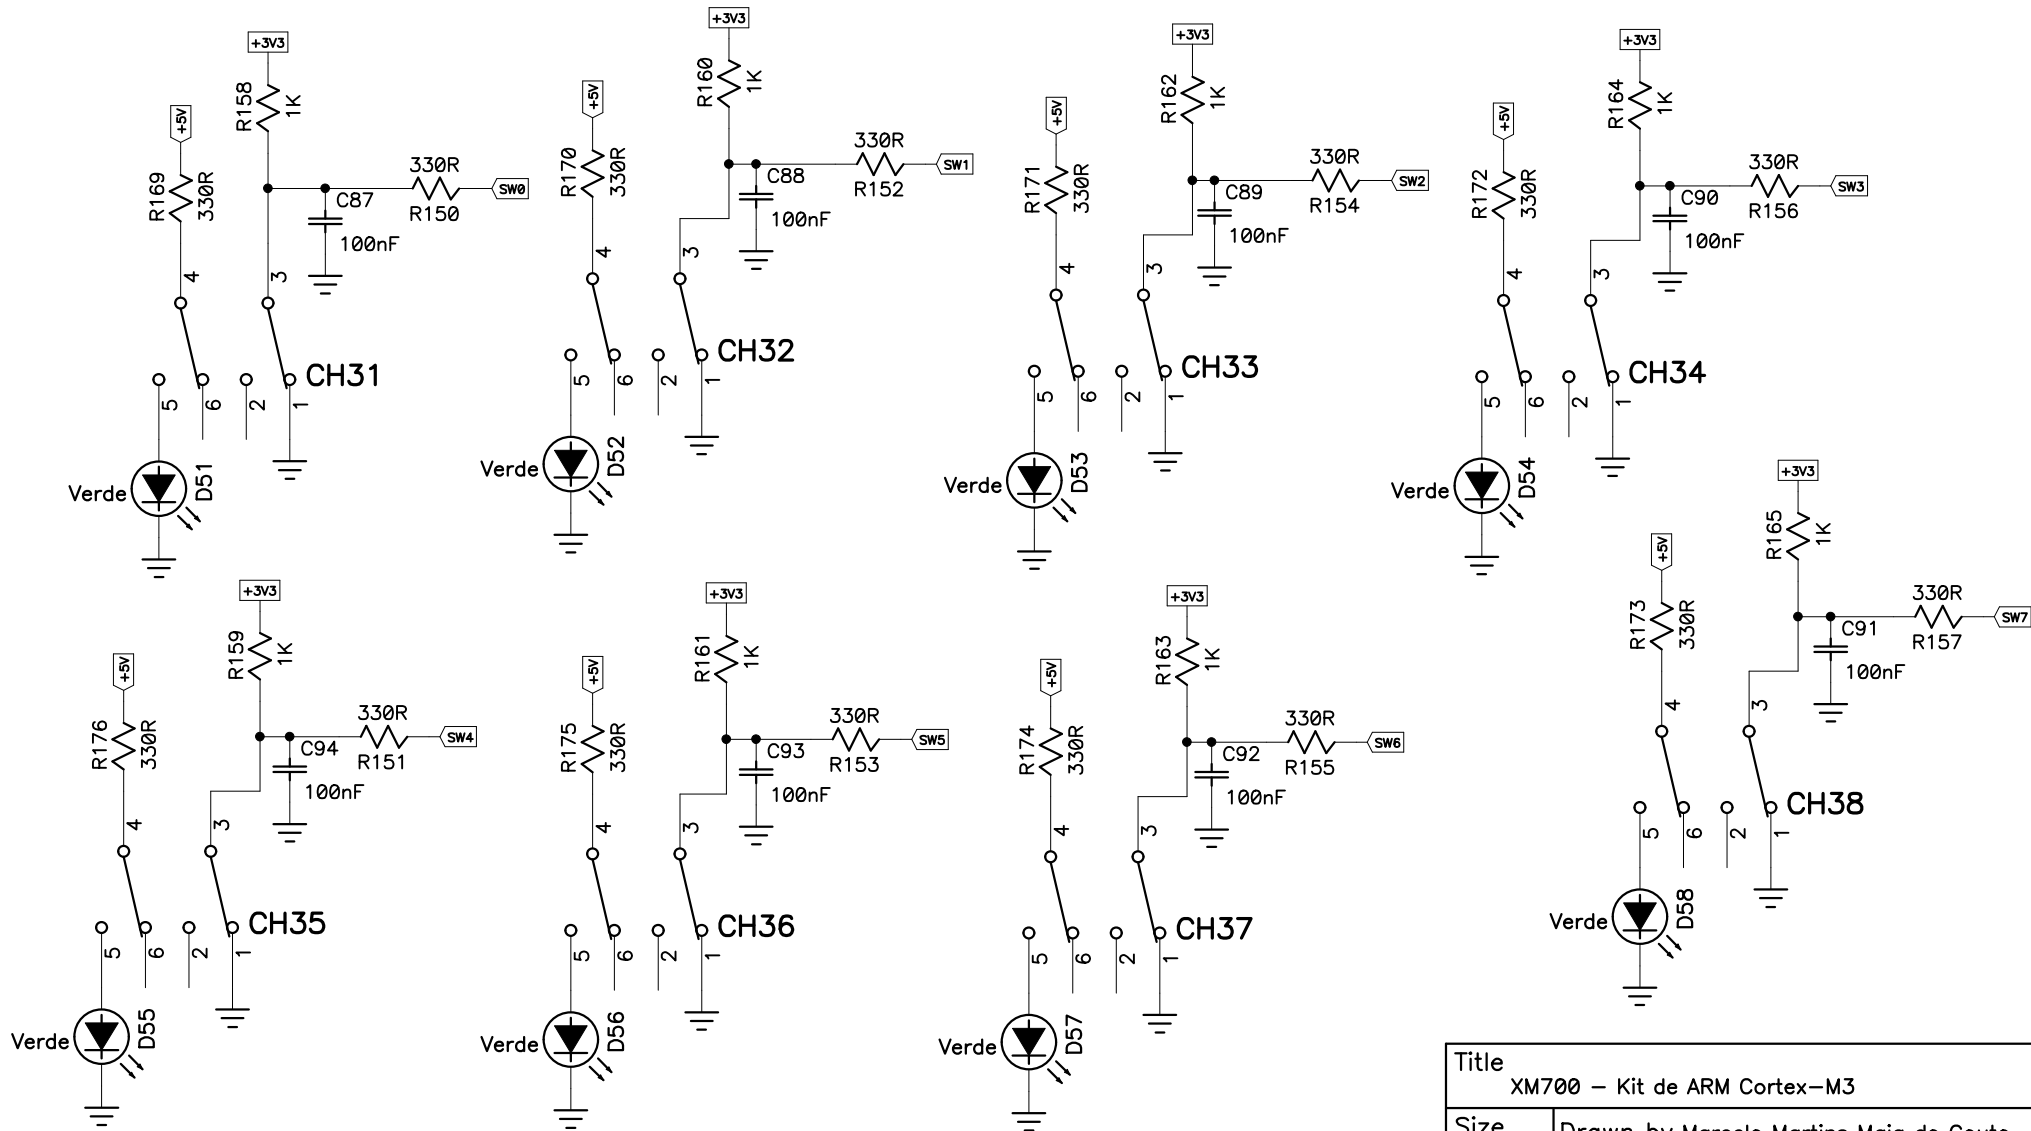 +3V3
R158
1K
+5V
R169
330R
330R
R150
SW0
C87
100nF
4
3
CH31
5
6
2
1
Verde
D51
+3V3
R160
1K
+5V
R170
330R
330R
R152
SW1
C88
100nF
4
3
CH32
5
6
2
1
Verde
D52
+3V3
R162
1K
+5V
R171
330R
330R
R154
SW2
C89
100nF
4
3
CH33
5
6
2
1
Verde
D53
+3V3
R164
1K
+5V
R172
330R
330R
R156
SW3
C90
100nF
4
3
CH34
5
6
2
1
Verde
D54
+3V3
R159
1K
+5V
R176
330R
330R
R151
SW4
C94
100nF
4
3
CH35
5
6
2
1
Verde
D55
+3V3
R161
1K
+5V
R175
330R
330R
R153
SW5
C93
100nF
4
3
CH36
5
6
2
1
Verde
D56
+3V3
R163
1K
+5V
R174
330R
330R
R155
SW6
C92
100nF
4
3
CH37
5
6
2
1
Verde
D57
+3V3
R165
1K
+5V
R173
330R
330R
R157
SW7
C91
100nF
4
3
CH38
5
6
2
1
Verde
D58
Title
XM700 - Kit de ARM Cortex-M3
Size
Drawn by Marcelo Martins Maia do Couto